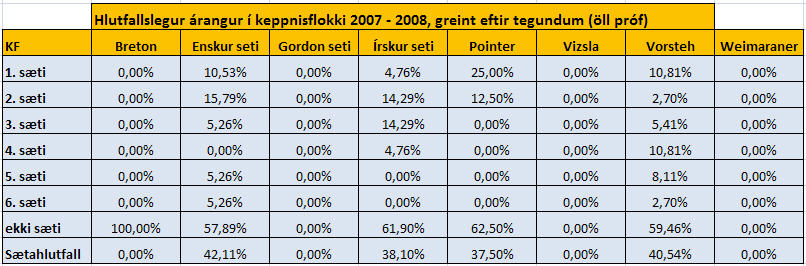 Hlutfallslegur árangur í keppnisflokki 2007 - 2008, greint eftir tegundum (öll próf)
KF Breton Enskur seti Gordon seti Írskur seti Pointer Vizsla Vorsteh Weimaraner
1. sæti 0,00% 10,53% 0,00% 4,76% 25,00% 0,00% 10,81% 0,00%
2. sæti 0,00% 15,79% 0,00% 14,29% 12,50% 0,00% 2,70% 0,00%
3. sæti 0,00% 5,26% 0,00% 14,29% 0,00% 0,00% 5,41% 0,00%
4. sæti 0,00% 0,00% 0,00% 4,76% 0,00% 0,00% 10,81% 0,00%
5. sæti 0,00% 5,26% 0,00% 0,00% 0,00% 0,00% 8,11% 0,00%
6. sæti 0,00% 5,26% 0,00% 0,00% 0,00% 0,00% 2,70% 0,00%
ekki sæti 100,00% 57,89% 0,00% 61,90% 62,50% 0,00% 59,46% 0,00%
Sætahlutfall 0,00% 42,11% 0,00% 38,10% 37,50% 0,00% 40,54% 0,00%